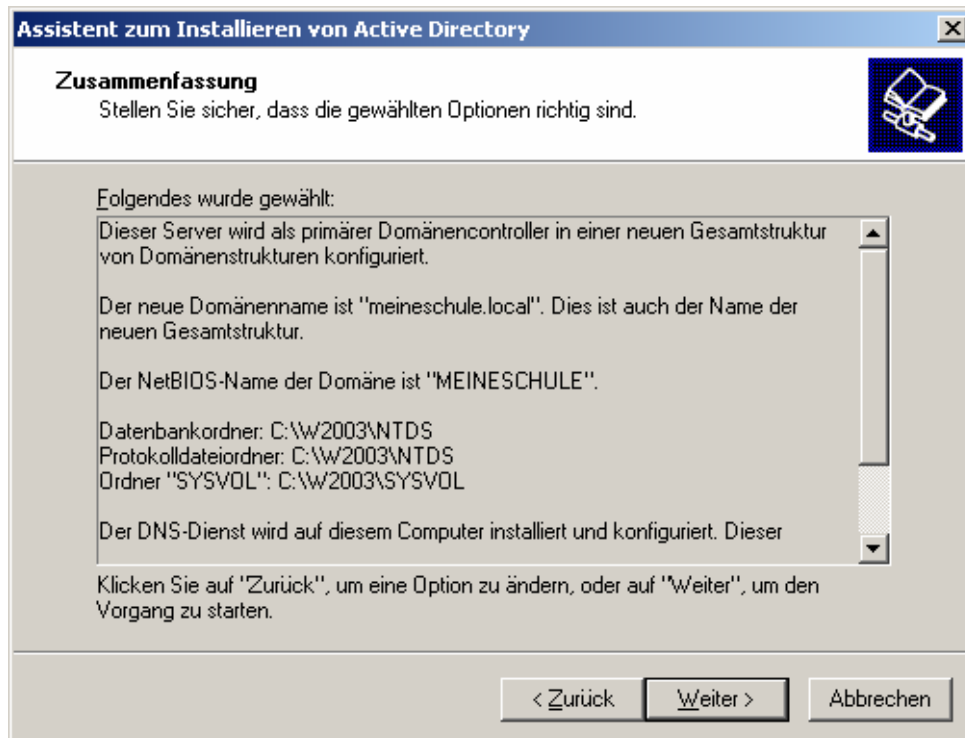 Assistent zum Installieren von Active Directory
Zusammenfassung
Stellen Sie sicher, dass die gewählten Optionen richtig sind.
Folgendes wurde gewählt:
Dieser Server wird als primärer Domänencontroller in einer neuen Gesamtstruktur
von Domänenstrukturen konfiguriert.
Der neue Domänenname ist "meineschule.local". Dies ist auch der Name der
neuen Gesamtstruktur.
Der NetBIOS-Name der Domäne ist "MEINESCHULE".
Datenbankordner: C:\W2003\NTDS
Protokolldateiordner: C:\W2003\NTDS
Ordner "SYSVOL": C:\W2003\SYSVOL
Der DNS-Dienst wird auf diesem Computer installiert und konfiguriert. Dieser
Klicken Sie auf "Zurück", um eine Option zu ändern, oder auf "Weiter", um den
Vorgang zu starten.
< Zurück Weiter > Abbrechen